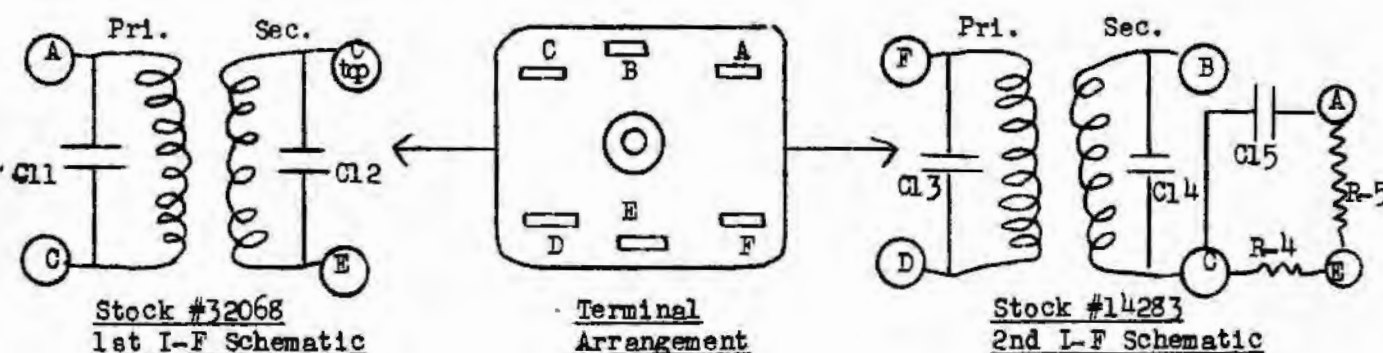 Pri.
Sec.
A
C
top
C11
C12
C
E
Stock #32068
1st I-F Schematic
C
B
A
E
D
F
Terminal
Arrangement
Pri.
Sec.
F
B
A
C13
C14
C15
R-5
D
C
R-4
E
Stock #14283
2nd I-F Schematic